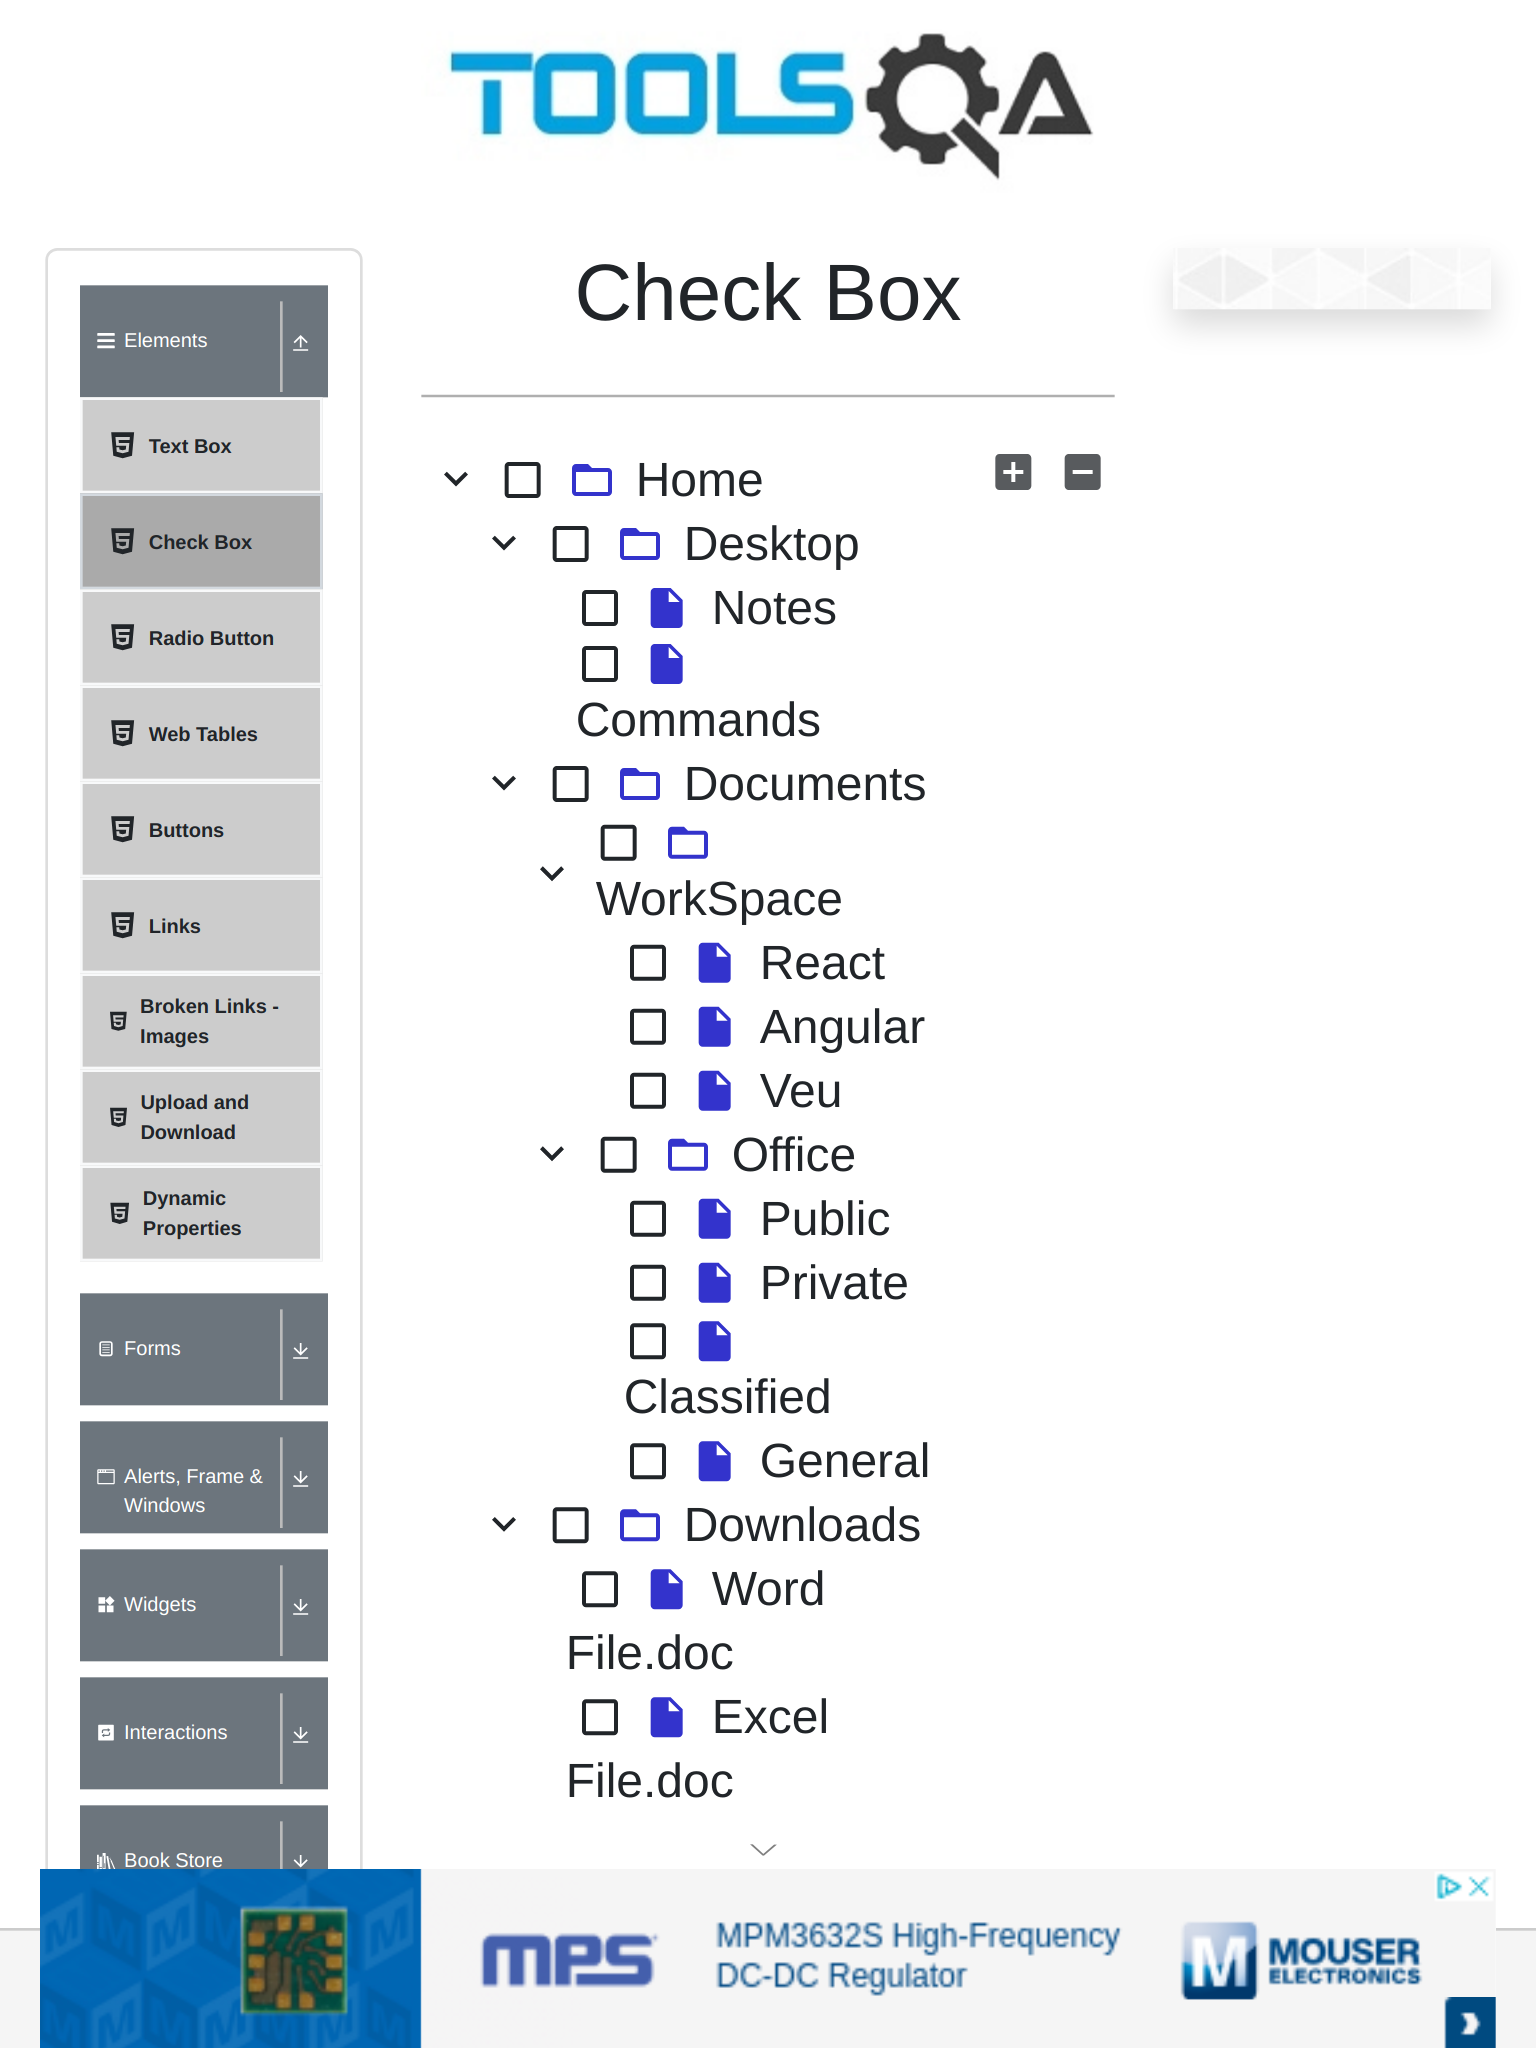 TOOLSQA
Check Box
Elements
Text Box
Check Box
Radio Button
Web Tables
Buttons
Links
Broken Links -
Images
Upload and
Download
Dynamic
Properties
Forms
Alerts, Frame &
Windows
Widgets
Interactions
Book Store
Home
Desktop
Notes
Commands
Documents
WorkSpace
React
Angular
Veu
Office
Public
Private
Classified
General
Downloads
Word
File.doc
Excel
File.doc
mPS
MPM3632S High-Frequency
DC-DC Regulator
M
MOUSER
ELECTRONICS